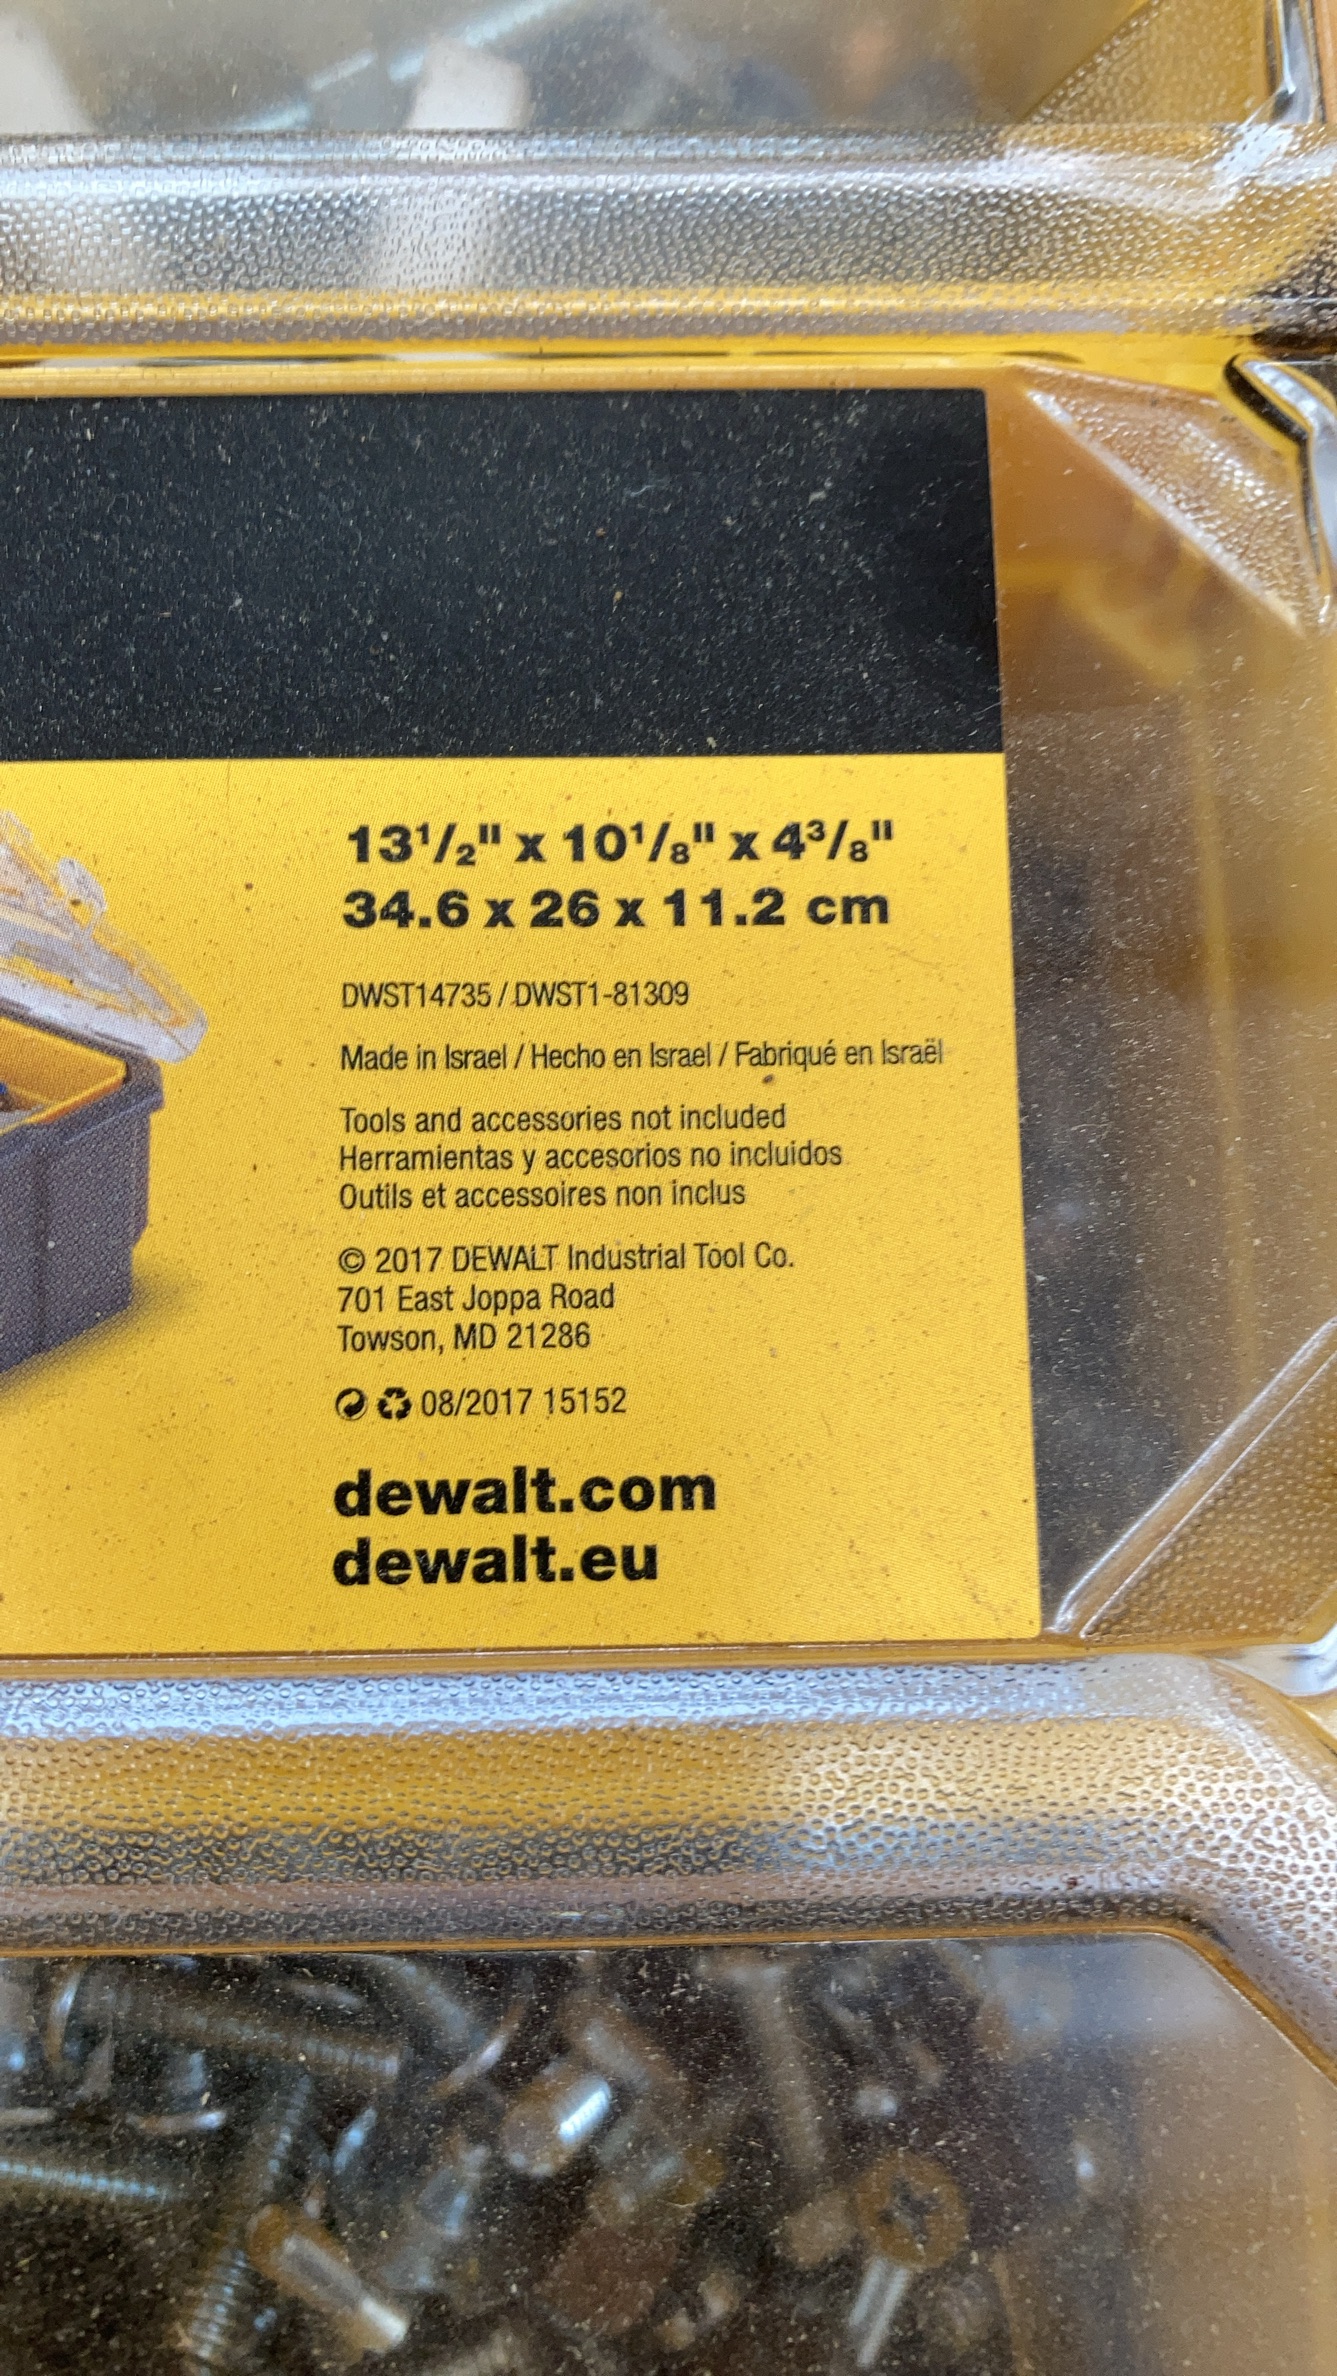 13¹/₂" x 10¹/₈" x 4³/₈"
34.6 x 26 x 11.2 cm
DWST14735 / DWST1-81309
Made in Israel / Hecho en Israel / Fabriqué en Israël
Tools and accessories not included
Herramientas y accesorios no incluidos
Outils et accessoires non inclus
© 2017 DEWALT Industrial Tool Co.
701 East Joppa Road
Towson, MD 21286
08/2017 15152
dewalt.com
dewalt.eu